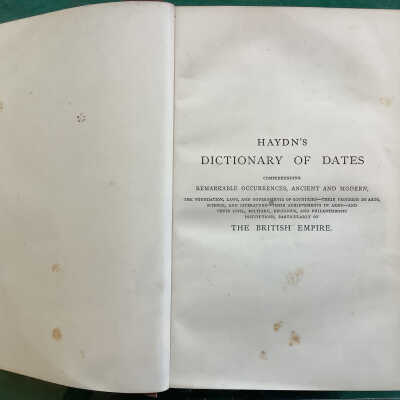 HAYDN'S
DICTIONARY OF DATES
COMPREHENDING
REMARKABLE OCCURRENCES, ANCIENT AND MODERN,
THE FOUNDATION, LAWS, AND GOVERNMENTS OF COUNTRIES—THEIR PROGRESS IN ARTS,
SCIENCE, AND LITERATURE—THEIR ACHIEVEMENTS IN ARMS—AND
THEIR CIVIL, MILITARY, RELIGIOUS, AND PHILANTHROPIC
INSTITUTIONS, PARTICULARLY OF
THE BRITISH EMPIRE.